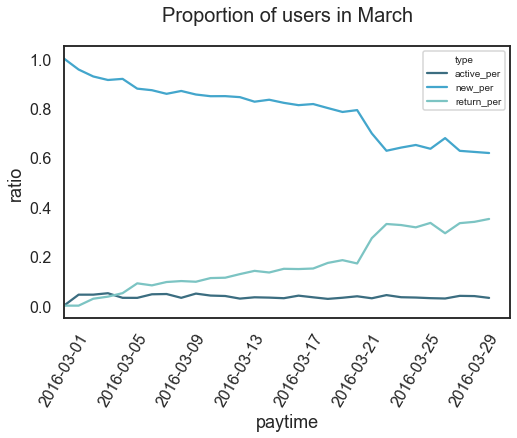 Proportion of users in March
type
active_per
new_per
return_per
1.0
0.8
0.6
0.4
0.2
0.0
ratio
2016-03-01
2016-03-05
2016-03-09
2016-03-13
2016-03-17
2016-03-21
2016-03-25
2016-03-29
paytime